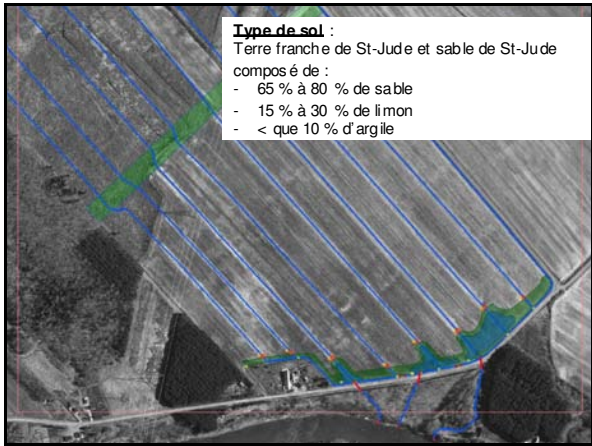 Type de sol :
Terre franche de St-Jude et sable de St-Jude
composé de :
- 65 % à 80 % de sable
- 15 % à 30 % de limon
- < que 10 % d'argile